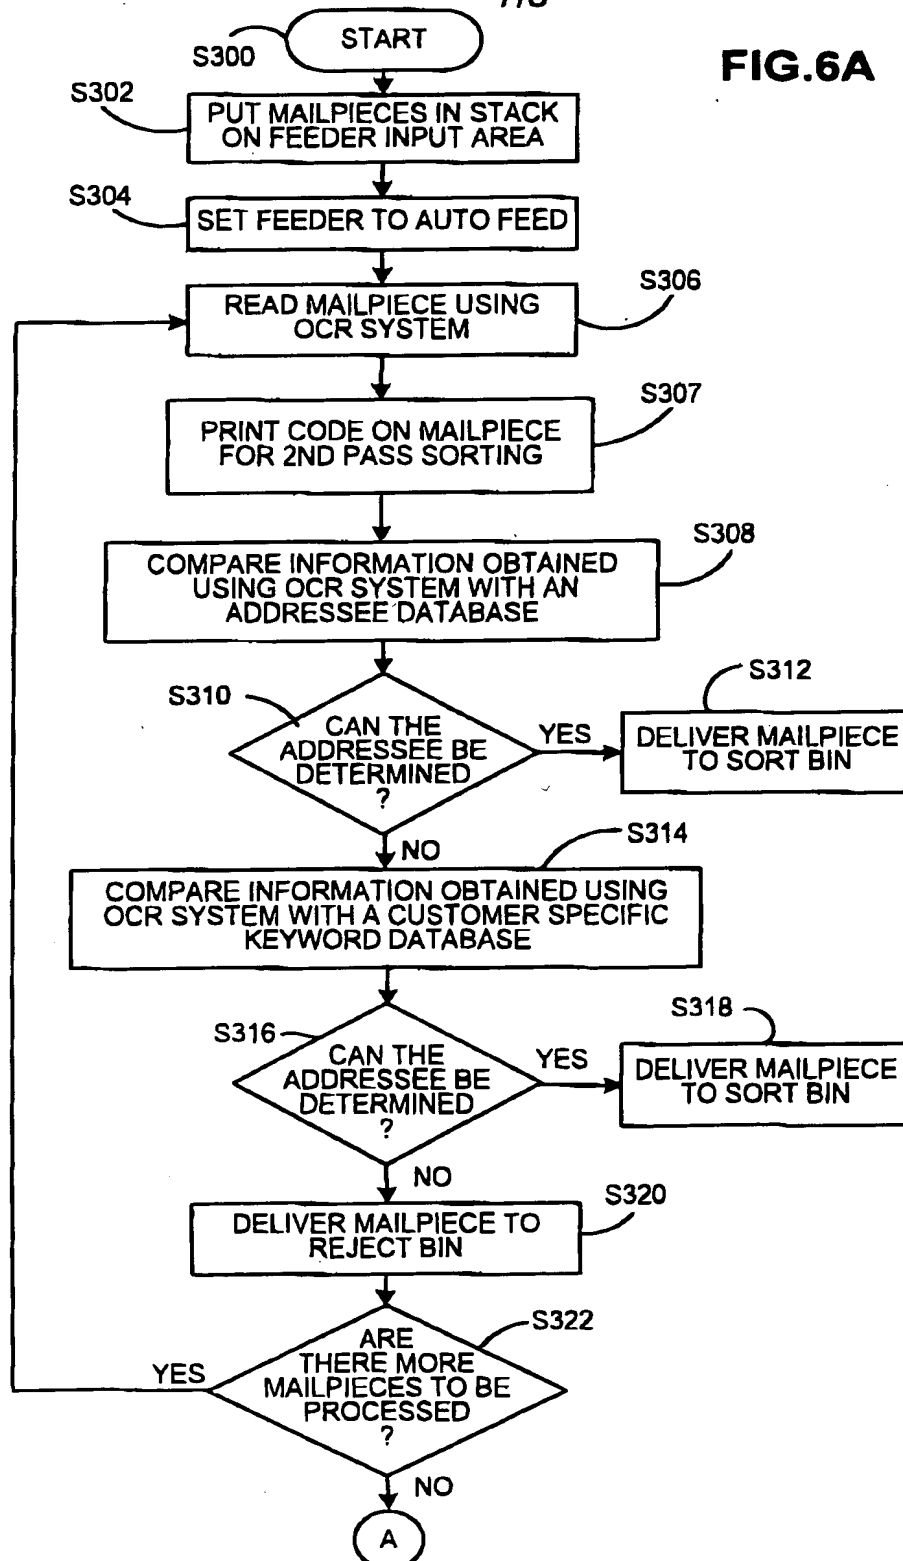 START
S300
FIG.6A
S302
PUT MAILPIECES IN STACK
ON FEEDER INPUT AREA
S304
SET FEEDER TO AUTO FEED
S306
READ MAILPIECE USING
OCR SYSTEM
S307
PRINT CODE ON MAILPIECE
FOR 2ND PASS SORTING
S308
COMPARE INFORMATION OBTAINED
USING OCR SYSTEM WITH AN
ADDRESSEE DATABASE
S310
CAN THE
ADDRESSEE BE
DETERMINED
?
YES
S312
DELIVER MAILPIECE
TO SORT BIN
NO
S314
COMPARE INFORMATION OBTAINED USING
OCR SYSTEM WITH A CUSTOMER SPECIFIC
KEYWORD DATABASE
S316
CAN THE
ADDRESSEE BE
DETERMINED
?
YES
S318
DELIVER MAILPIECE
TO SORT BIN
NO
S320
DELIVER MAILPIECE TO
REJECT BIN
S322
ARE
THERE MORE
MAILPIECES TO BE
PROCESSED
?
YES
NO
A